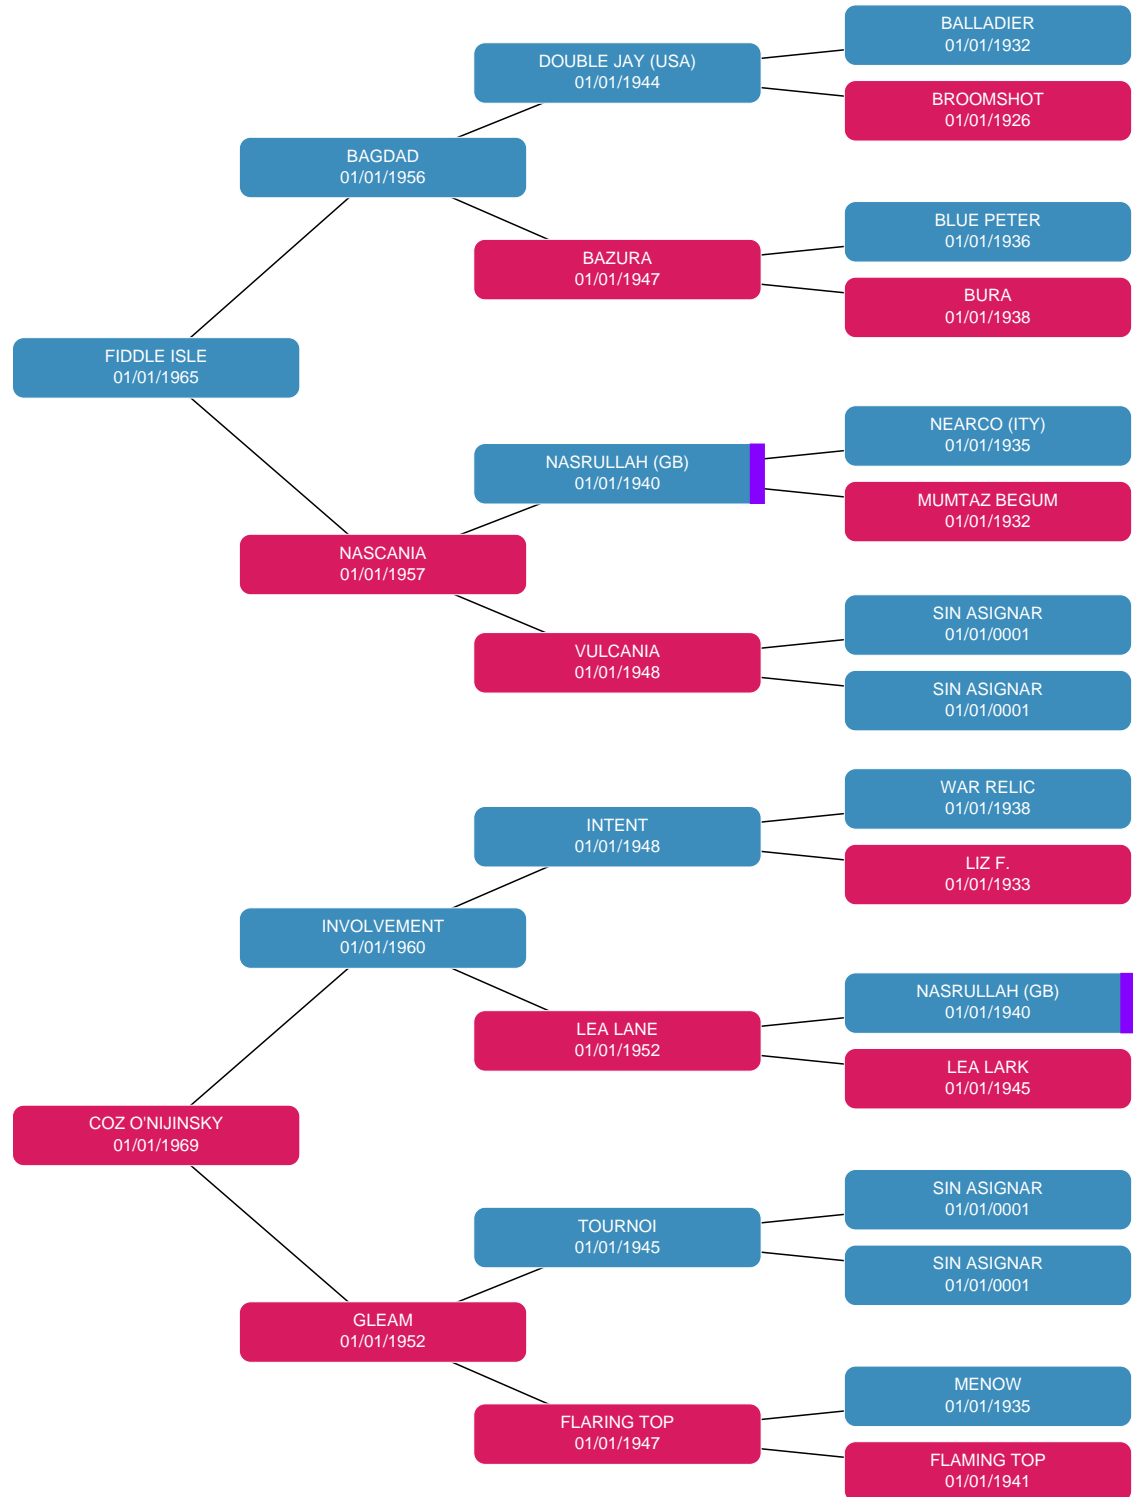 BALLADIER
01/01/1932
DOUBLE JAY (USA)
01/01/1944
BROOMSHOT
01/01/1926
BAGDAD
01/01/1956
BLUE PETER
01/01/1936
BAZURA
01/01/1947
BURA
01/01/1938
FIDDLE ISLE
01/01/1965
NEARCO (ITY)
01/01/1935
NASRULLAH (GB)
01/01/1940
MUMTAZ BEGUM
01/01/1932
NASCANIA
01/01/1957
SIN ASIGNAR
01/01/0001
VULCANIA
01/01/1948
SIN ASIGNAR
01/01/0001
WAR RELIC
01/01/1938
INTENT
01/01/1948
LIZ F.
01/01/1933
INVOLVEMENT
01/01/1960
NASRULLAH (GB)
01/01/1940
LEA LANE
01/01/1952
LEA LARK
01/01/1945
COZ O'NIJINSKY
01/01/1969
SIN ASIGNAR
01/01/0001
TOURNOI
01/01/1945
SIN ASIGNAR
01/01/0001
GLEAM
01/01/1952
MENOW
01/01/1935
FLARING TOP
01/01/1947
FLAMING TOP
01/01/1941